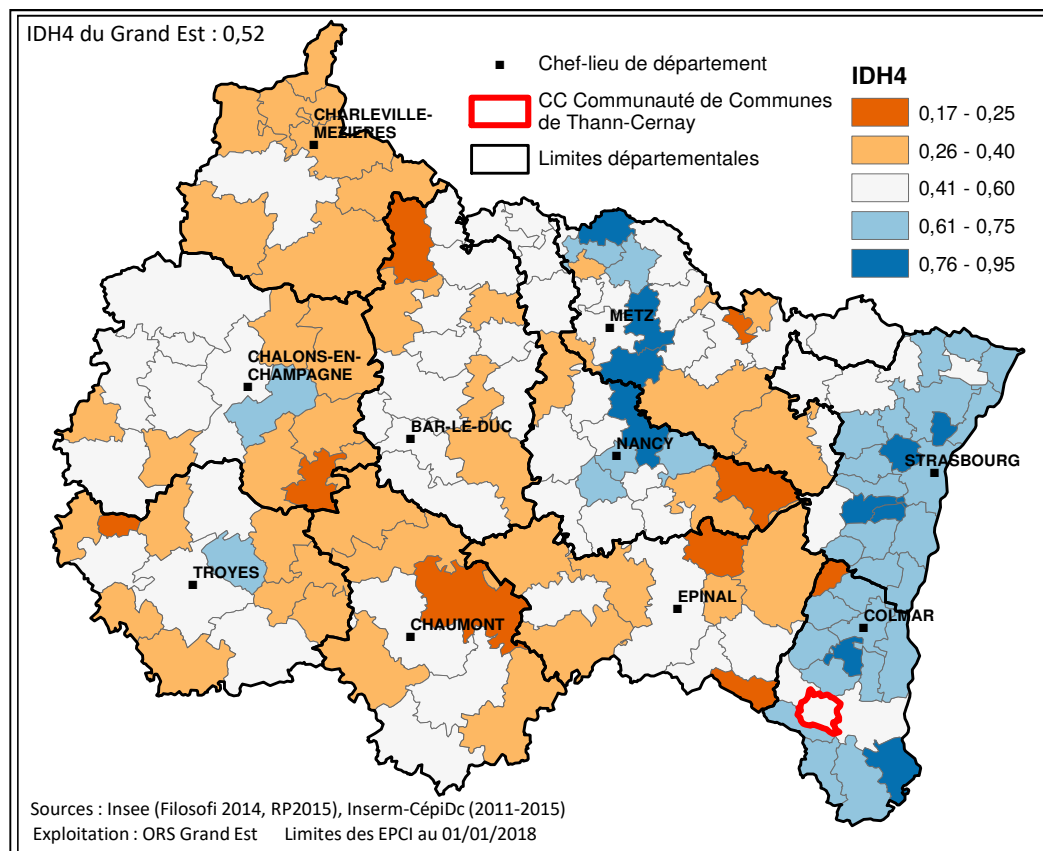 IDH4 du Grand Est : 0,52
Chef-lieu de département
CC Communauté de Communes
de Thann-Cernay
Limites départementales
IDH4
0,17 - 0,25
0,26 - 0,40
0,41 - 0,60
0,61 - 0,75
0,76 - 0,95
CHARLEVILLE-
MEZIERES
METZ
CHALONS-EN-
CHAMPAGNE
BAR-LE-DUC
NANCY
STRASBOURG
TROYES
CHAUMONT
EPINAL
COLMAR
Sources : Insee (Filosofi 2014, RP2015), Inserm-CépiDc (2011-2015)
Exploitation : ORS Grand Est Limites des EPCI au 01/01/2018